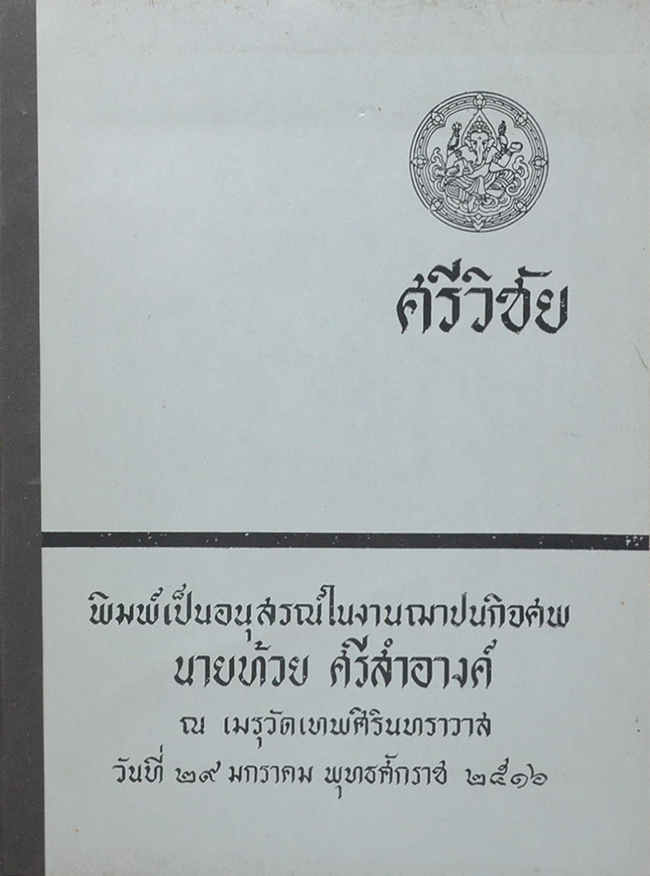 ศรีวิชัย
พิมพ์เป็นอนุสรณ์ในงานฌาปนกิจศพ
นายห้วย ศรีสำอางค์
ณ เมรุวัดเทพศิรินทราวาส
วันที่ ๒๙ มกราคม พุทธศักราช ๒๕๑๖